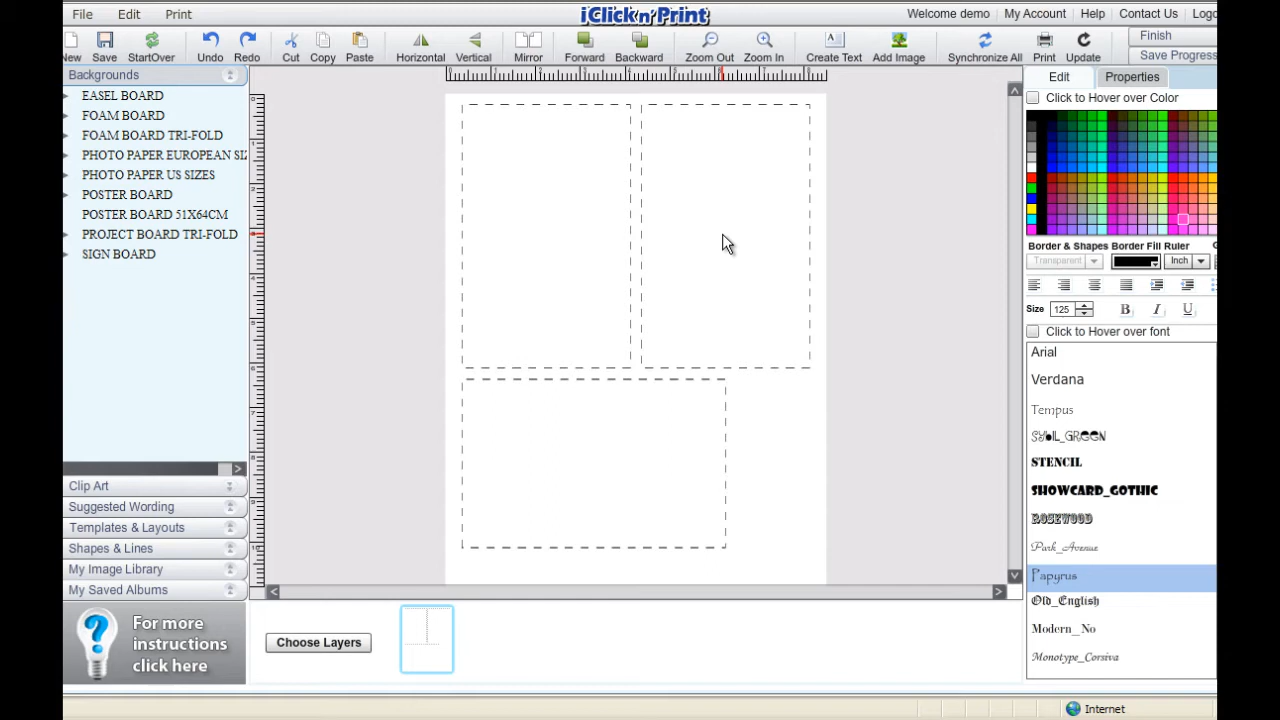 File Edit Print
iClick n' Print
Welcome demo My Account Help Contact Us
New Save StartOver Undo Redo Cut Copy Paste Horizontal Vertical Mirror Forward Backward Zoom Out Zoom In Create Text Add Image Synchronize All Print Update
Finish
Save Progress
Backgrounds
EASEL BOARD
FOAM BOARD
FOAM BOARD TRI-FOLD
PHOTO PAPER EUROPEAN SIZ
PHOTO PAPER US SIZES
POSTER BOARD
POSTER BOARD 51X64CM
PROJECT BOARD TRI-FOLD
SIGN BOARD
Clip Art
Suggested Wording
Templates & Layouts
Shapes & Lines
My Image Library
My Saved Albums
For more
instructions
click here
Choose Layers
Edit Properties
Click to Hover over Color
Border & Shapes Border Fill Ruler
Transparent Inch
Size 125 B I U
Click to Hover over font
Arial
Verdana
Tempus
SYBIL_GREEN
STENCIL
SHOWCARD_GOTHIC
ROSEWOOD
Park_Avenue
Papyrus
Old_English
Modern_No
Monotype_Corsiva
Internet